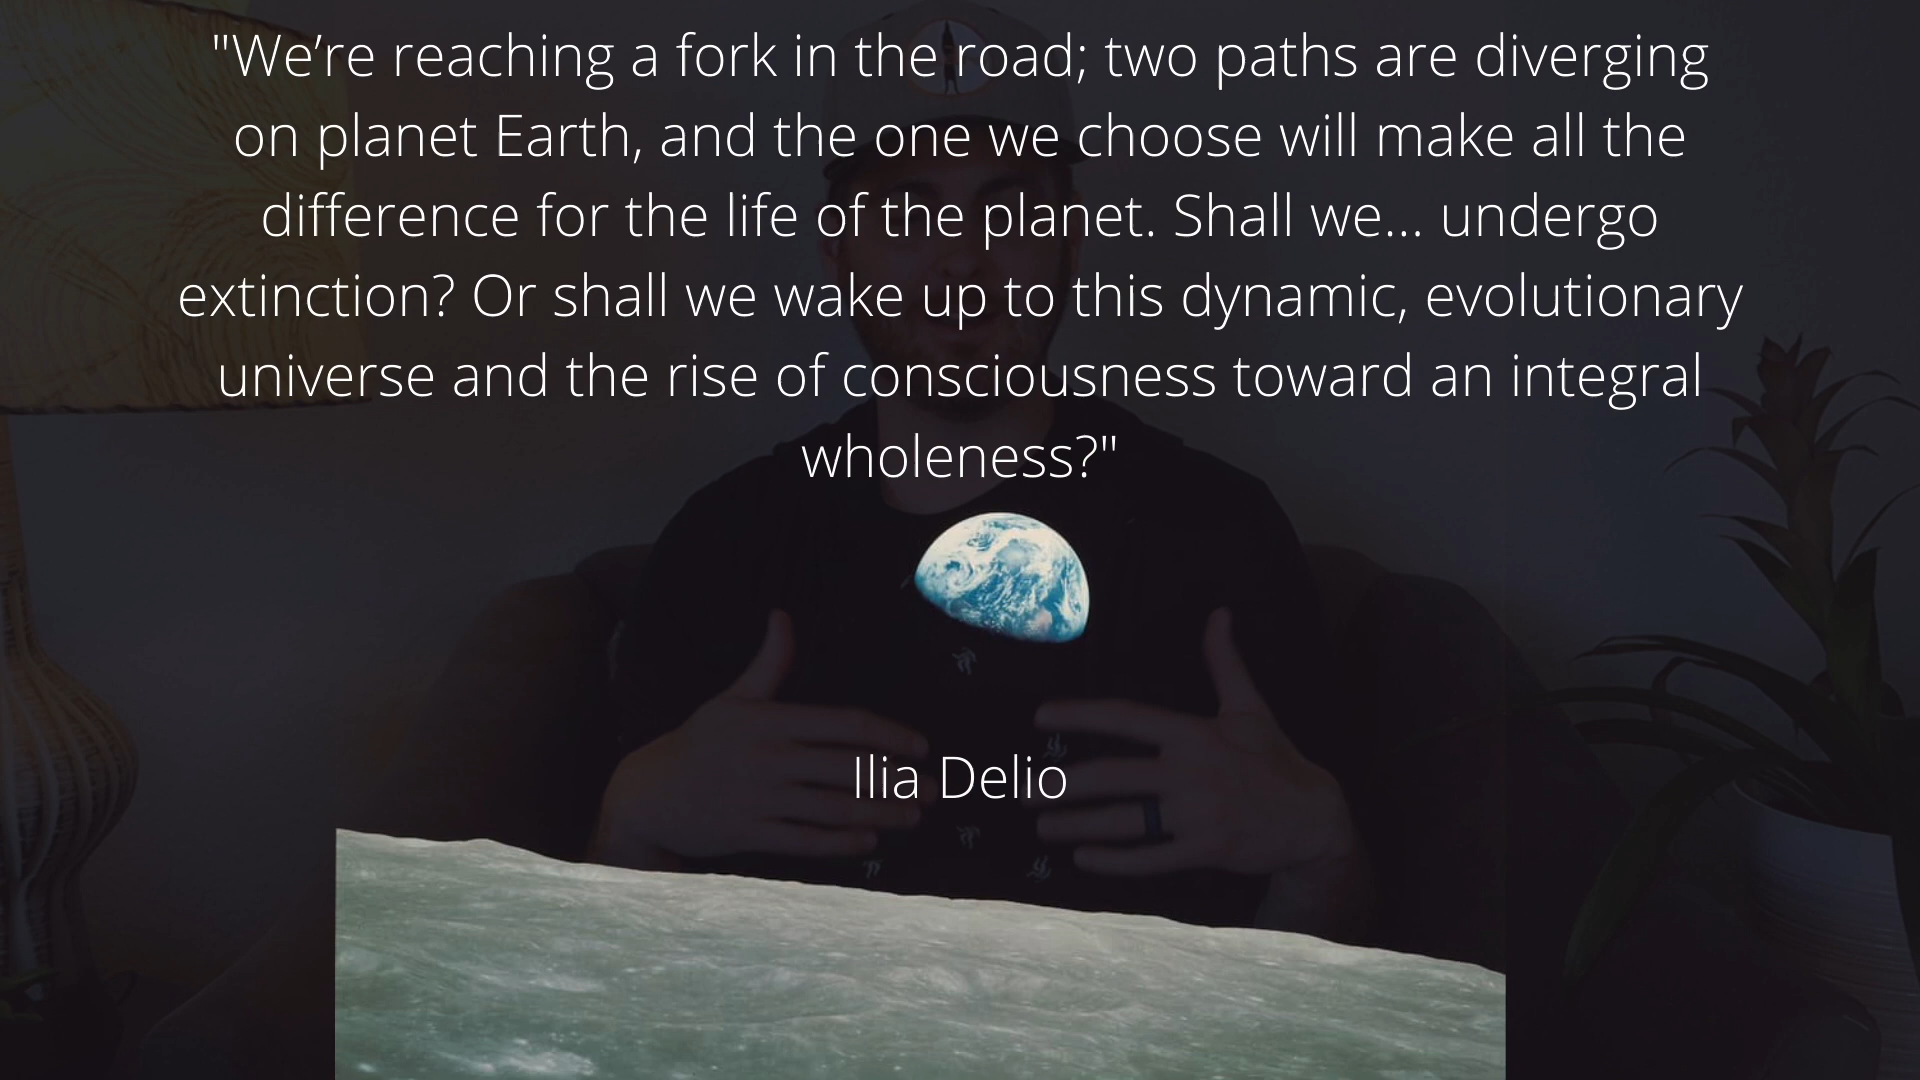 "We’re reaching a fork in the road; two paths are diverging
on planet Earth, and the one we choose will make all the
difference for the life of the planet. Shall we... undergo
extinction? Or shall we wake up to this dynamic, evolutionary
universe and the rise of consciousness toward an integral
wholeness?"
Ilia Delio